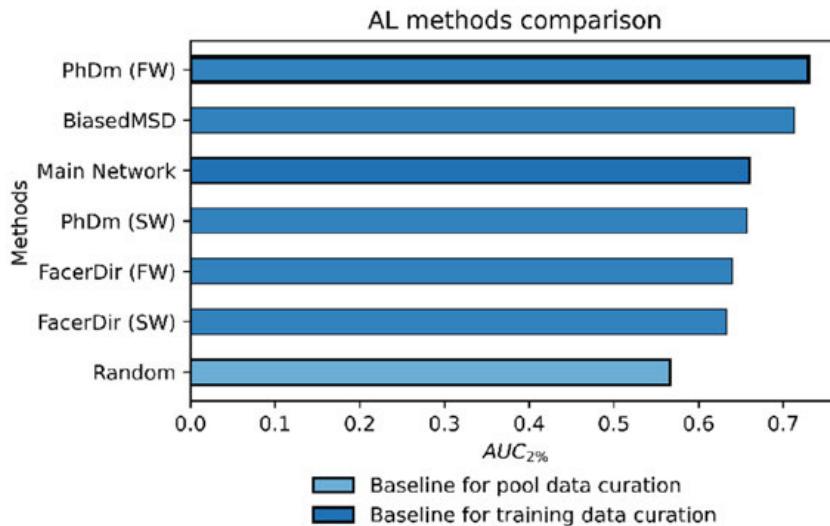 AL methods comparison
Methods
PhDm (FW)
BiasedMSD
Main Network
PhDm (SW)
FacerDir (FW)
FacerDir (SW)
Random
0.0 0.1 0.2 0.3 0.4 0.5 0.6 0.7
AUC2%
Baseline for pool data curation
Baseline for training data curation